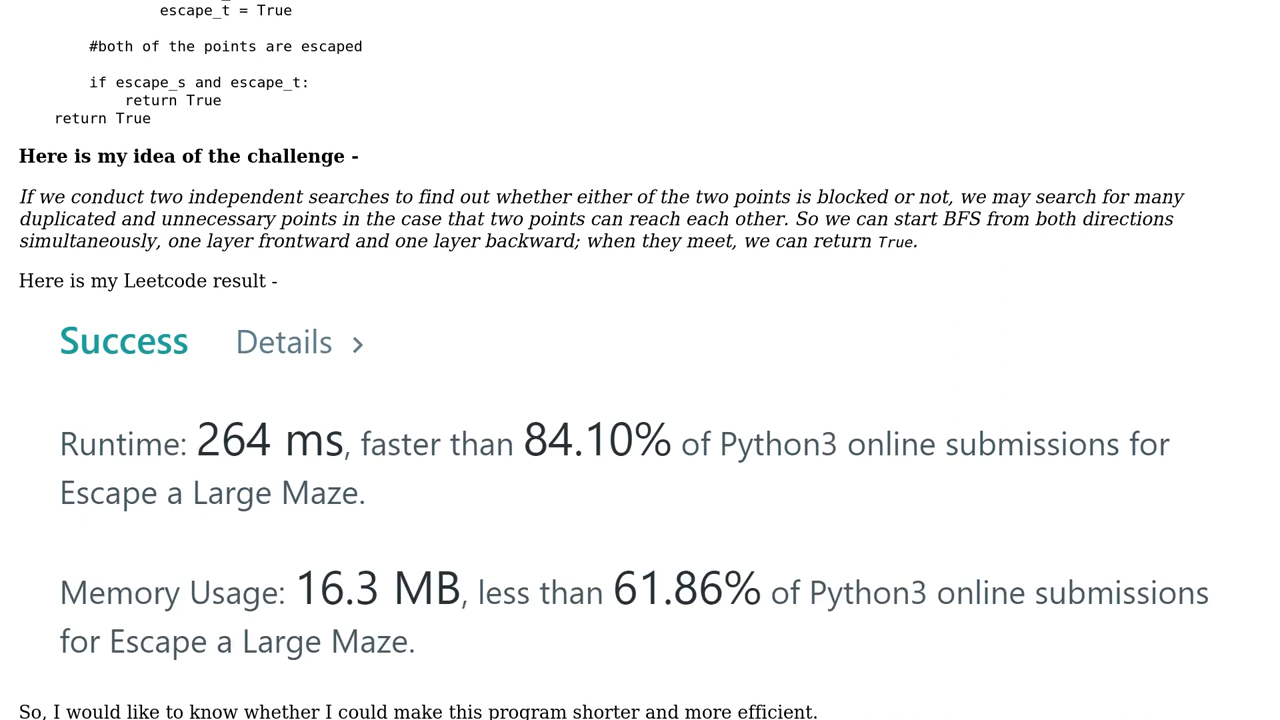 escape_t = True
#both of the points are escaped
if escape_s and escape_t:
return True
return True
Here is my idea of the challenge -
If we conduct two independent searches to find out whether either of the two points is blocked or not, we may search for many
duplicated and unnecessary points in the case that two points can reach each other. So we can start BFS from both directions
simultaneously, one layer frontward and one layer backward; when they meet, we can return True.
Here is my Leetcode result -
Success Details >
Runtime: 264 ms, faster than 84.10% of Python3 online submissions for
Escape a Large Maze.
Memory Usage: 16.3 MB, less than 61.86% of Python3 online submissions
for Escape a Large Maze.
So, I would like to know whether I could make this program shorter and more efficient.